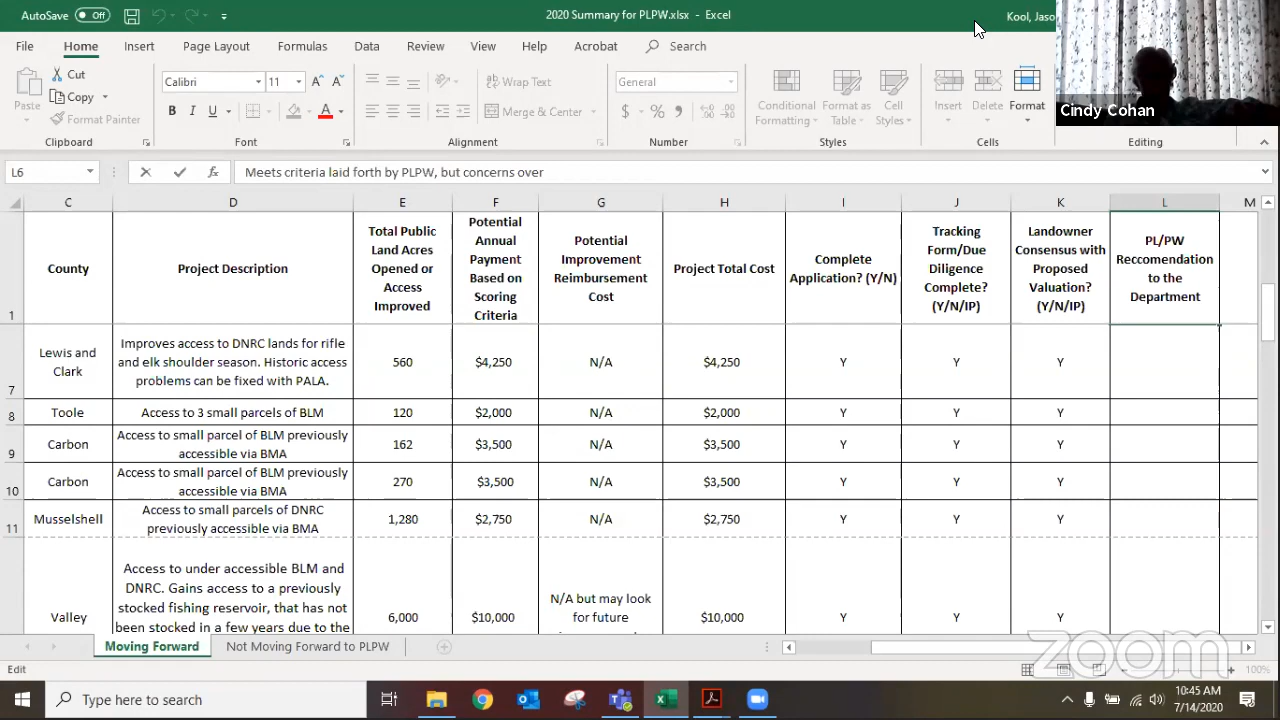 AutoSave Off
2020 Summary for PLPW.xlsx - Excel
Kool, Jaso
File Home Insert Page Layout Formulas Data Review View Help Acrobat Search
Cindy Cohan
Paste
Cut
Copy
Format Painter
Clipboard
Calibri 11
B I U
Font
Wrap Text
Merge & Center
Alignment
General
$ % ,
Number
Conditional
Formatting
Format as
Table
Cell
Styles
Styles
Insert
Delete
Format
Cells
Editing
L6
Meets criteria laid forth by PLPW, but concerns over
C D E F G H I J K L M
1
County
Project Description
Total Public
Land Acres
Opened or
Access
Improved
Potential
Annual
Payment
Based on
Scoring
Criteria
Potential
Improvement
Reimbursement
Cost
Project Total Cost
Complete
Application? (Y/N)
Tracking
Form/Due
Diligence
Complete?
(Y/N/IP)
Landowner
Consensus with
Proposed
Valuation?
(Y/N/IP)
PL/PW
Reccomendation
to the
Department
7
Lewis and
Clark
Improves access to DNRC lands for rifle
and elk shoulder season. Historic access
problems can be fixed with PALA.
560 $4,250 N/A $4,250 Y Y Y
8 Toole Access to 3 small parcels of BLM 120 $2,000 N/A $2,000 Y Y Y
9 Carbon
Access to small parcel of BLM previously
accessible via BMA
162 $3,500 N/A $3,500 Y Y Y
10 Carbon
Access to small parcel of BLM previously
accessible via BMA
270 $3,500 N/A $3,500 Y Y Y
11 Musselshell
Access to small parcels of DNRC
previously accessible via BMA
1,280 $2,750 N/A $2,750 Y Y Y
Valley
Access to under accessible BLM and
DNRC. Gains access to a previously
stocked fishing reservoir, that has not
been stocked in a few years due to the
6,000 $10,000
N/A but may look
for future
$10,000 Y Y Y
Moving Forward Not Moving Forward to PLPW
zoom
Edit
100%
Type here to search
10:45 AM
7/14/2020